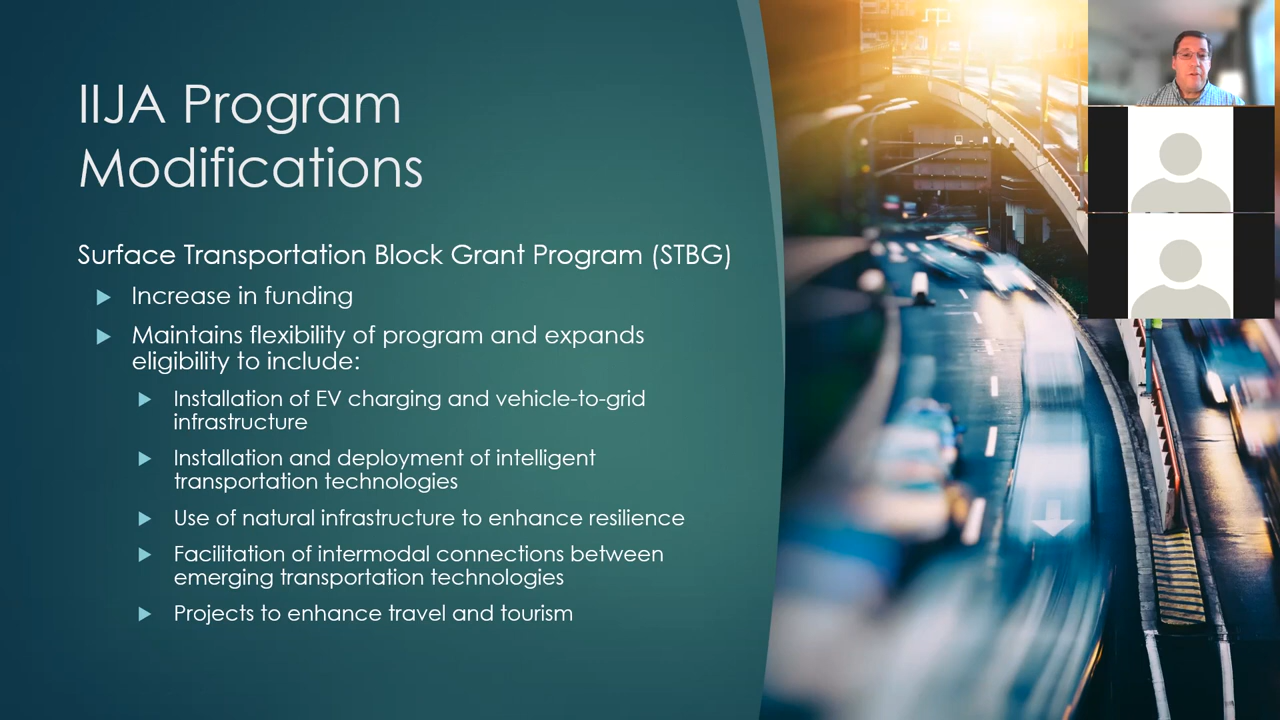 IIJA Program
Modifications
Surface Transportation Block Grant Program (STBG)
Increase in funding
Maintains flexibility of program and expands
eligibility to include:
Installation of EV charging and vehicle-to-grid
infrastructure
Installation and deployment of intelligent
transportation technologies
Use of natural infrastructure to enhance resilience
Facilitation of intermodal connections between
emerging transportation technologies
Projects to enhance travel and tourism